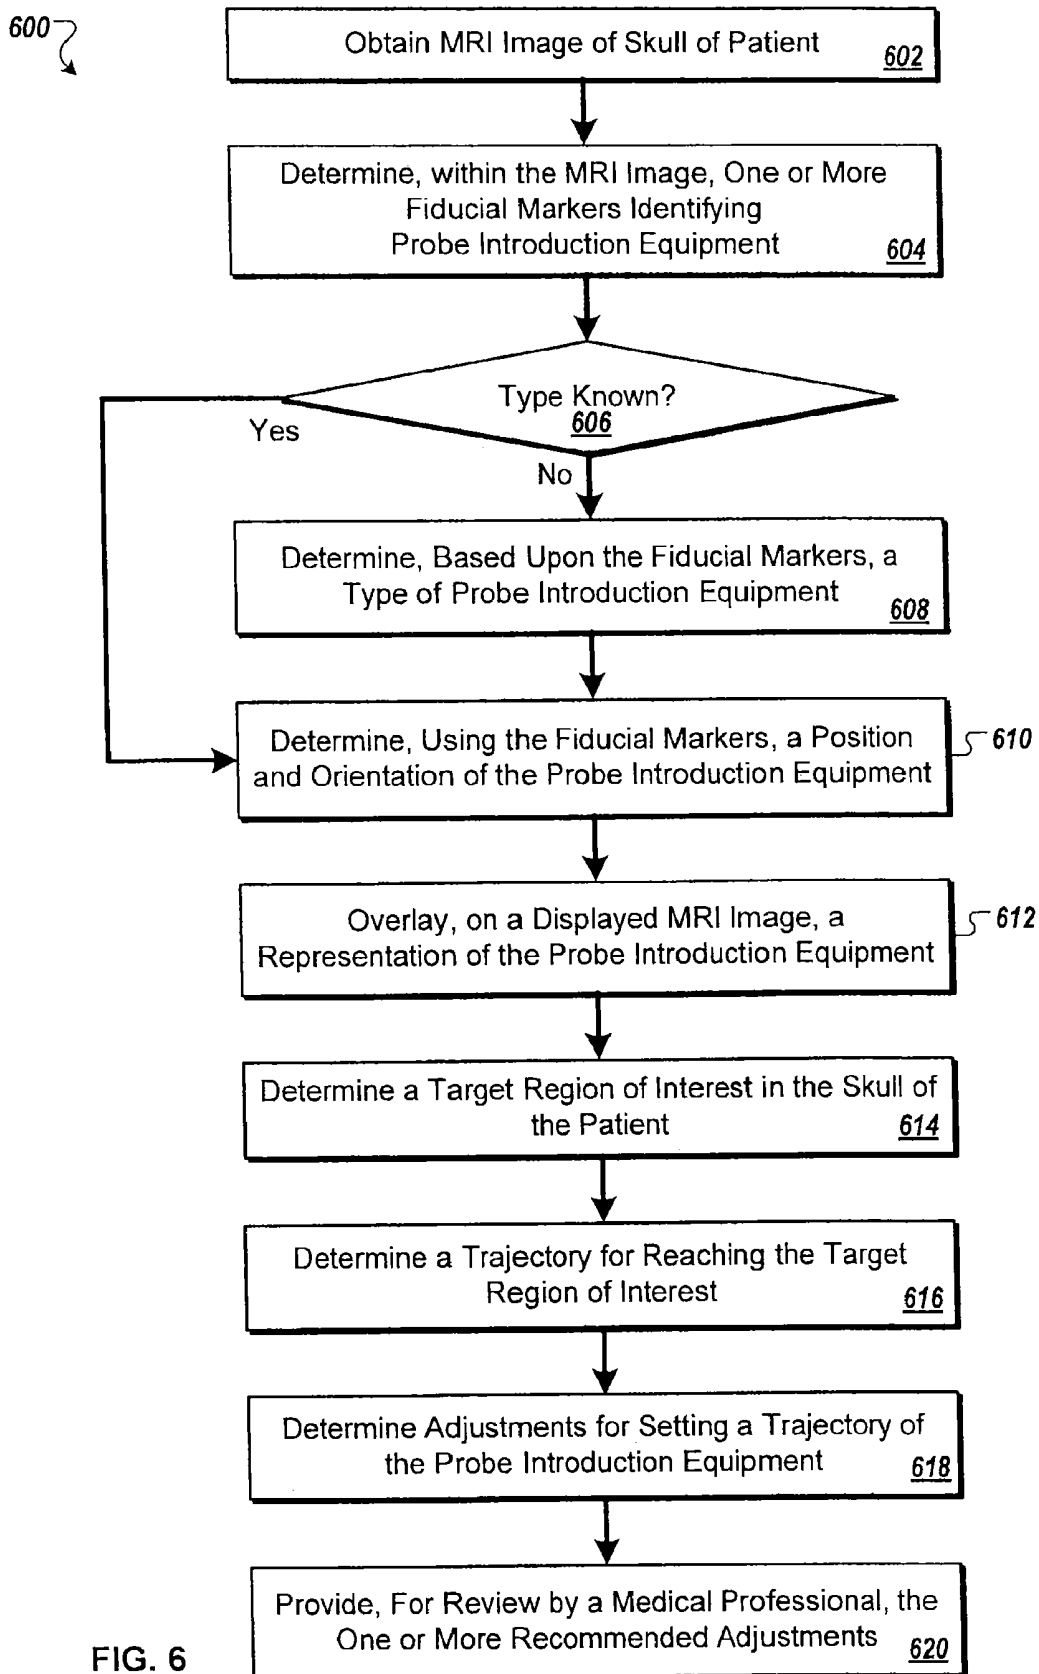 600
Obtain MRI Image of Skull of Patient
602
Determine, within the MRI Image, One or More
Fiducial Markers Identifying
Probe Introduction Equipment
604
Type Known?
606
Yes
No
Determine, Based Upon the Fiducial Markers, a
Type of Probe Introduction Equipment
608
Determine, Using the Fiducial Markers, a Position
and Orientation of the Probe Introduction Equipment
610
Overlay, on a Displayed MRI Image, a
Representation of the Probe Introduction Equipment
612
Determine a Target Region of Interest in the Skull of
the Patient
614
Determine a Trajectory for Reaching the Target
Region of Interest
616
Determine Adjustments for Setting a Trajectory of
the Probe Introduction Equipment
618
Provide, For Review by a Medical Professional, the
One or More Recommended Adjustments
620
FIG. 6